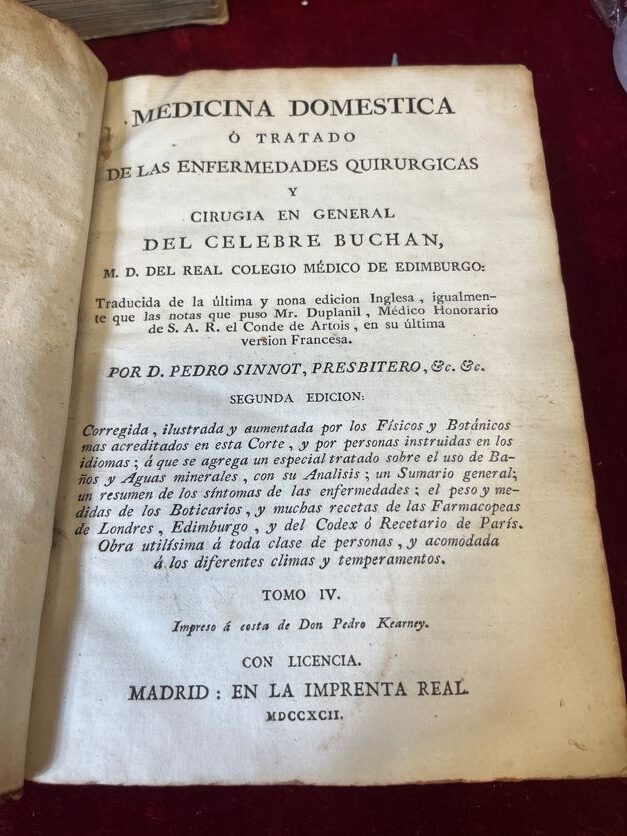 MEDICINA DOMESTICA
Ó TRATADO
DE LAS ENFERMEDADES QUIRURGICAS
Y
CIRUGIA EN GENERAL
DEL CELEBRE BUCHAN,
M. D. DEL REAL COLEGIO MÉDICO DE EDIMBURGO:
Traducida de la última y nona edicion Inglesa, igualmen-
te que las notas que puso Mr. Duplanil, Médico Honorario
de S. A. R. el Conde de Artois, en su última
version Francesa.
POR D. PEDRO SINNOT, PRESBITERO, &c. &c.
SEGUNDA EDICION:
Corregida, ilustrada y aumentada por los Físicos y Botánicos
mas acreditados en esta Corte, y por personas instruidas en los
idiomas; á que se agrega un especial tratado sobre el uso de Ba-
ños y Aguas minerales, con su Analisis; un Sumario general;
un resumen de los síntomas de las enfermedades; el peso y me-
didas de los Boticarios, y muchas recetas de las Farmacopeas
de Londres, Edimburgo, y del Codex ó Recetario de París.
Obra utilísima á toda clase de personas, y acomodada
á los diferentes climas y temperamentos.
TOMO IV.
Impreso á costa de Don Pedro Kearney.
CON LICENCIA.
MADRID: EN LA IMPRENTA REAL.
MDCCXCII.